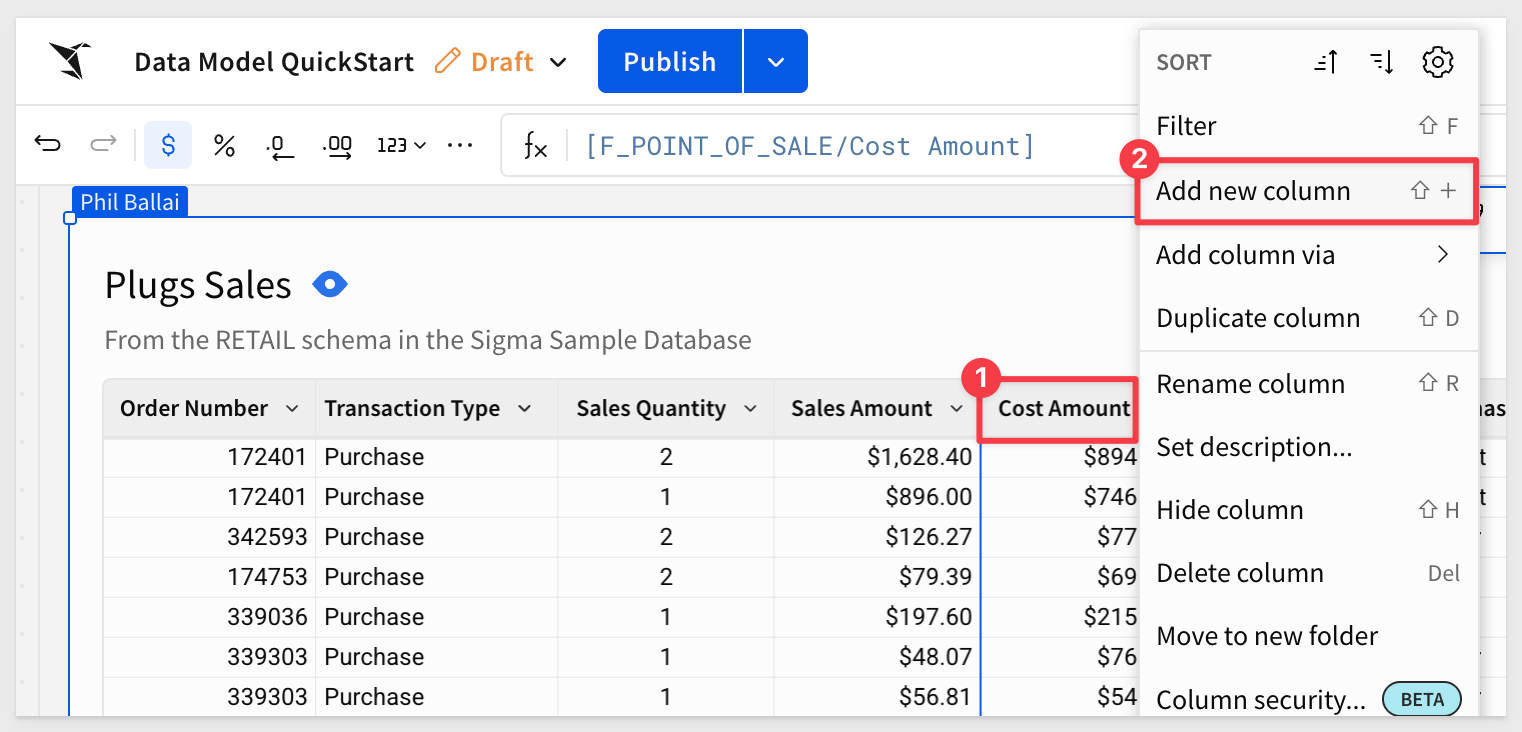 Data Model QuickStart Draft Publish
$ % .0 .00 123 ... fx [F_POINT_OF_SALE/Cost Amount]
Phil Ballai
Plugs Sales
From the RETAIL schema in the Sigma Sample Database
Order Number Transaction Type Sales Quantity Sales Amount 1 Cost Amount
172401 Purchase 2 $1,628.40 $894
172401 Purchase 1 $896.00 $746
342593 Purchase 2 $126.27 $77
174753 Purchase 2 $79.39 $69
339036 Purchase 1 $197.60 $215
339303 Purchase 1 $48.07 $76
339303 Purchase 1 $56.81 $54
SORT
Filter ⇧ F
2 Add new column ⇧ +
Add column via
Duplicate column ⇧ D
Rename column ⇧ R
Set description...
Hide column ⇧ H
Delete column Del
Move to new folder
Column security... BETA